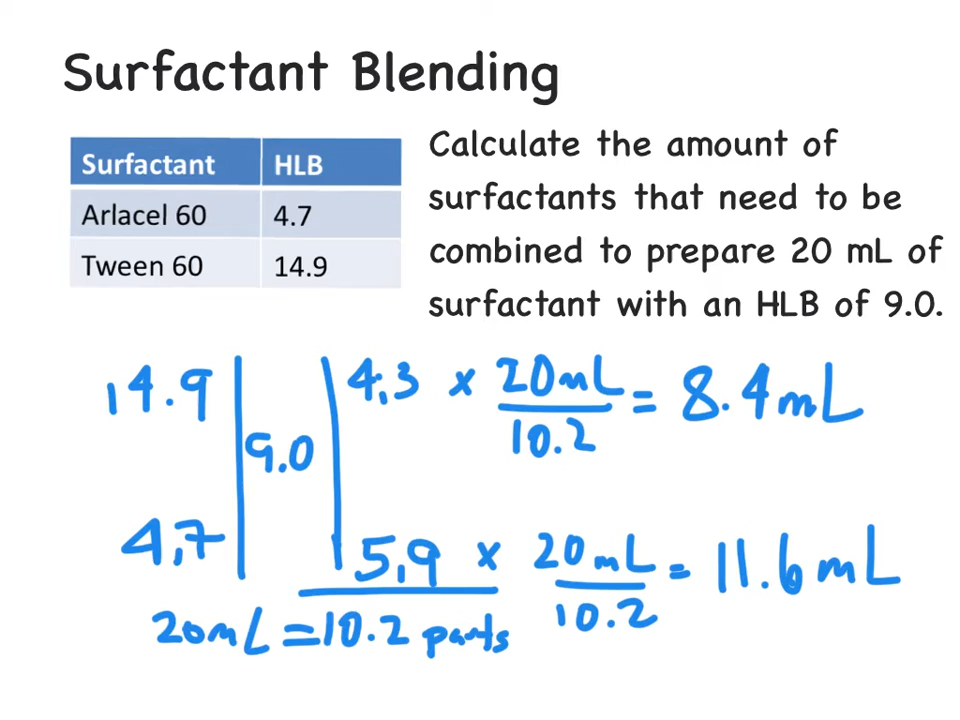 Surfactant Blending
Surfactant HLB
Arlacel 60 4.7
Tween 60 14.9
Calculate the amount of
surfactants that need to be
combined to prepare 20 mL of
surfactant with an HLB of 9.0.
14.9 4.3 x 20mL/10.2 = 8.4mL
9.0
4.7 5.9 x 20mL/10.2 = 11.6mL
20mL = 10.2 parts